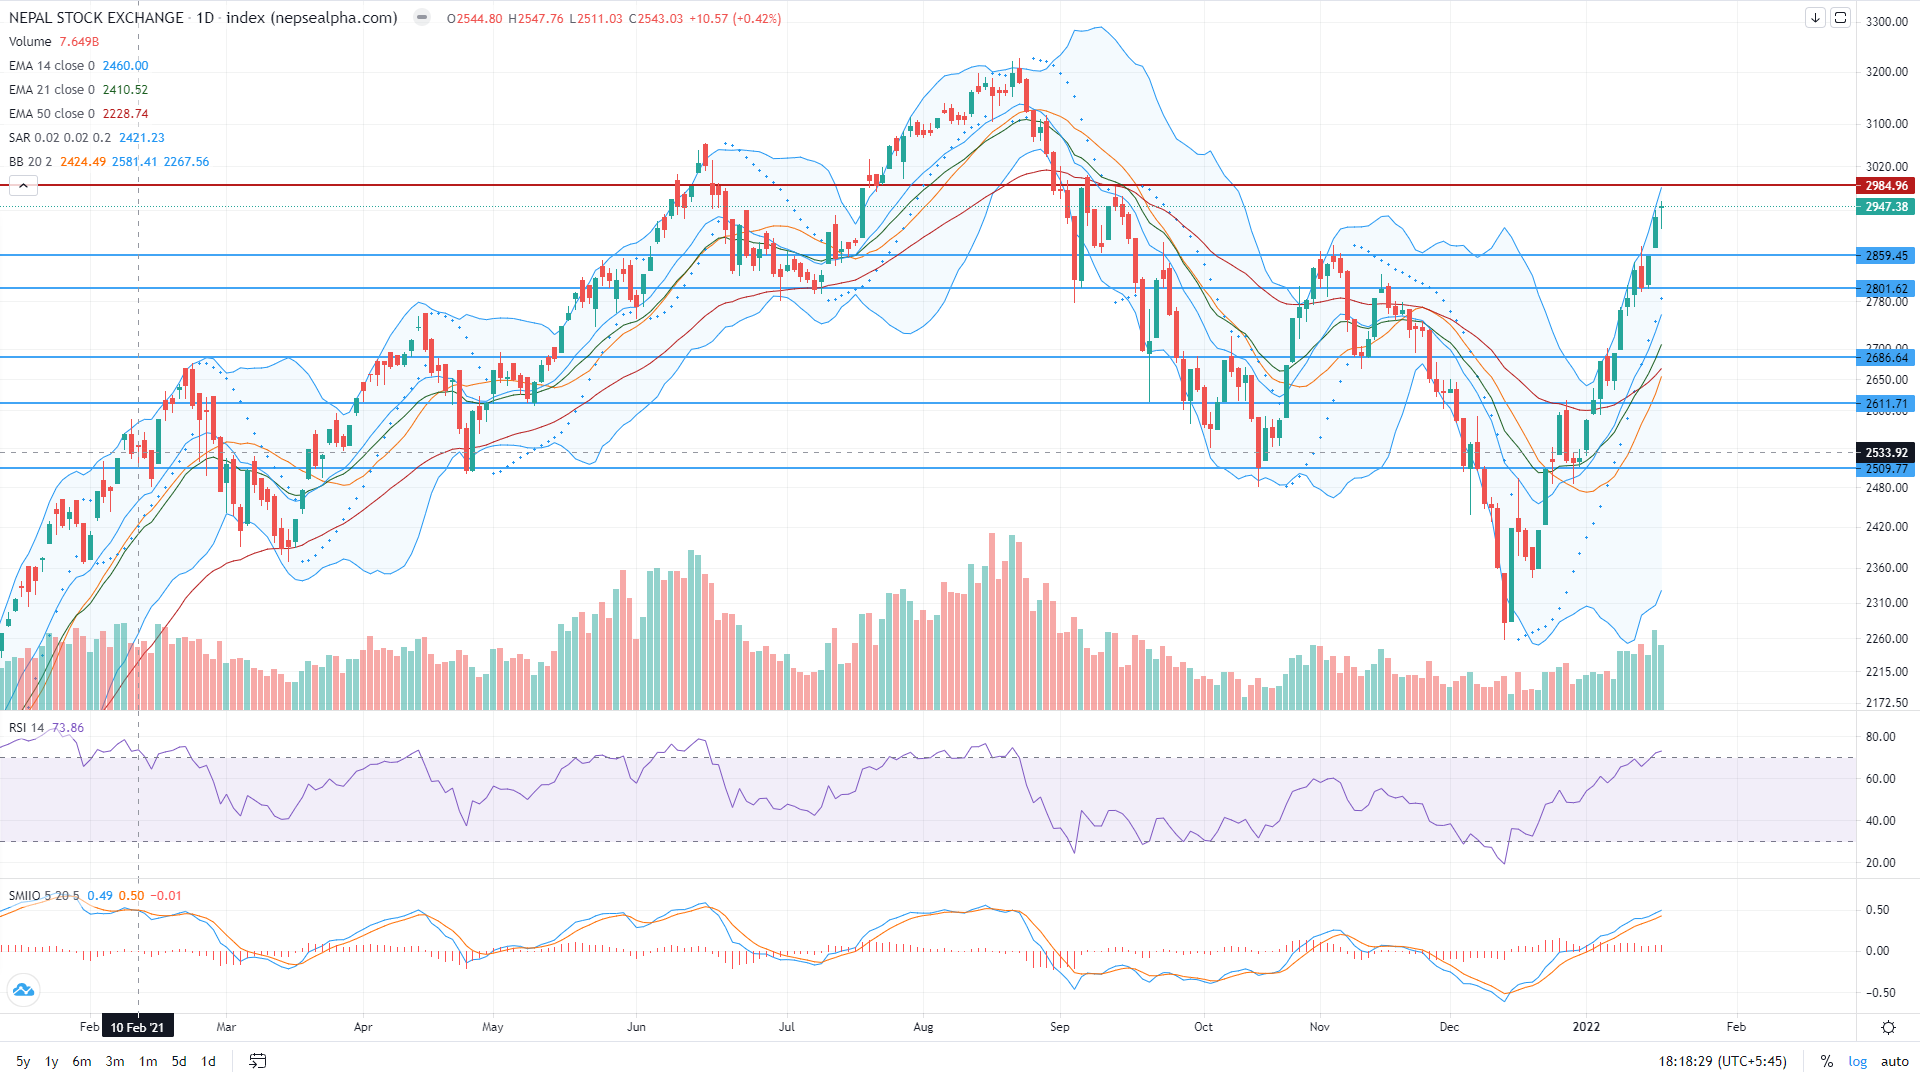 NEPAL STOCK EXCHANGE · 1D · index (nepsealpha.com) O2544.80 H2547.76 L2511.03 C2543.03 +10.57 (+0.42%)
Volume 7.649B
EMA 14 close 0 2460.00
EMA 21 close 0 2410.52
EMA 50 close 0 2228.74
SAR 0.02 0.02 0.2 2421.23
BB 20 2 2424.49 2581.41 2267.56
3300.00
3200.00
3100.00
3020.00
2984.96
2947.38
2859.45
2801.62
2780.00
2700.00
2686.64
2650.00
2611.71
2600.00
2533.92
2509.77
2480.00
2420.00
2360.00
2310.00
2260.00
2215.00
2172.50
RSI 14 73.86
80.00
60.00
40.00
20.00
SMIIO 5 20 5 0.49 0.50 −0.01
0.50
0.00
−0.50
Feb 10 Feb '21 Mar Apr May Jun Jul Aug Sep Oct Nov Dec 2022 Feb
5y 1y 6m 3m 1m 5d 1d 18:18:29 (UTC+5:45) % log auto